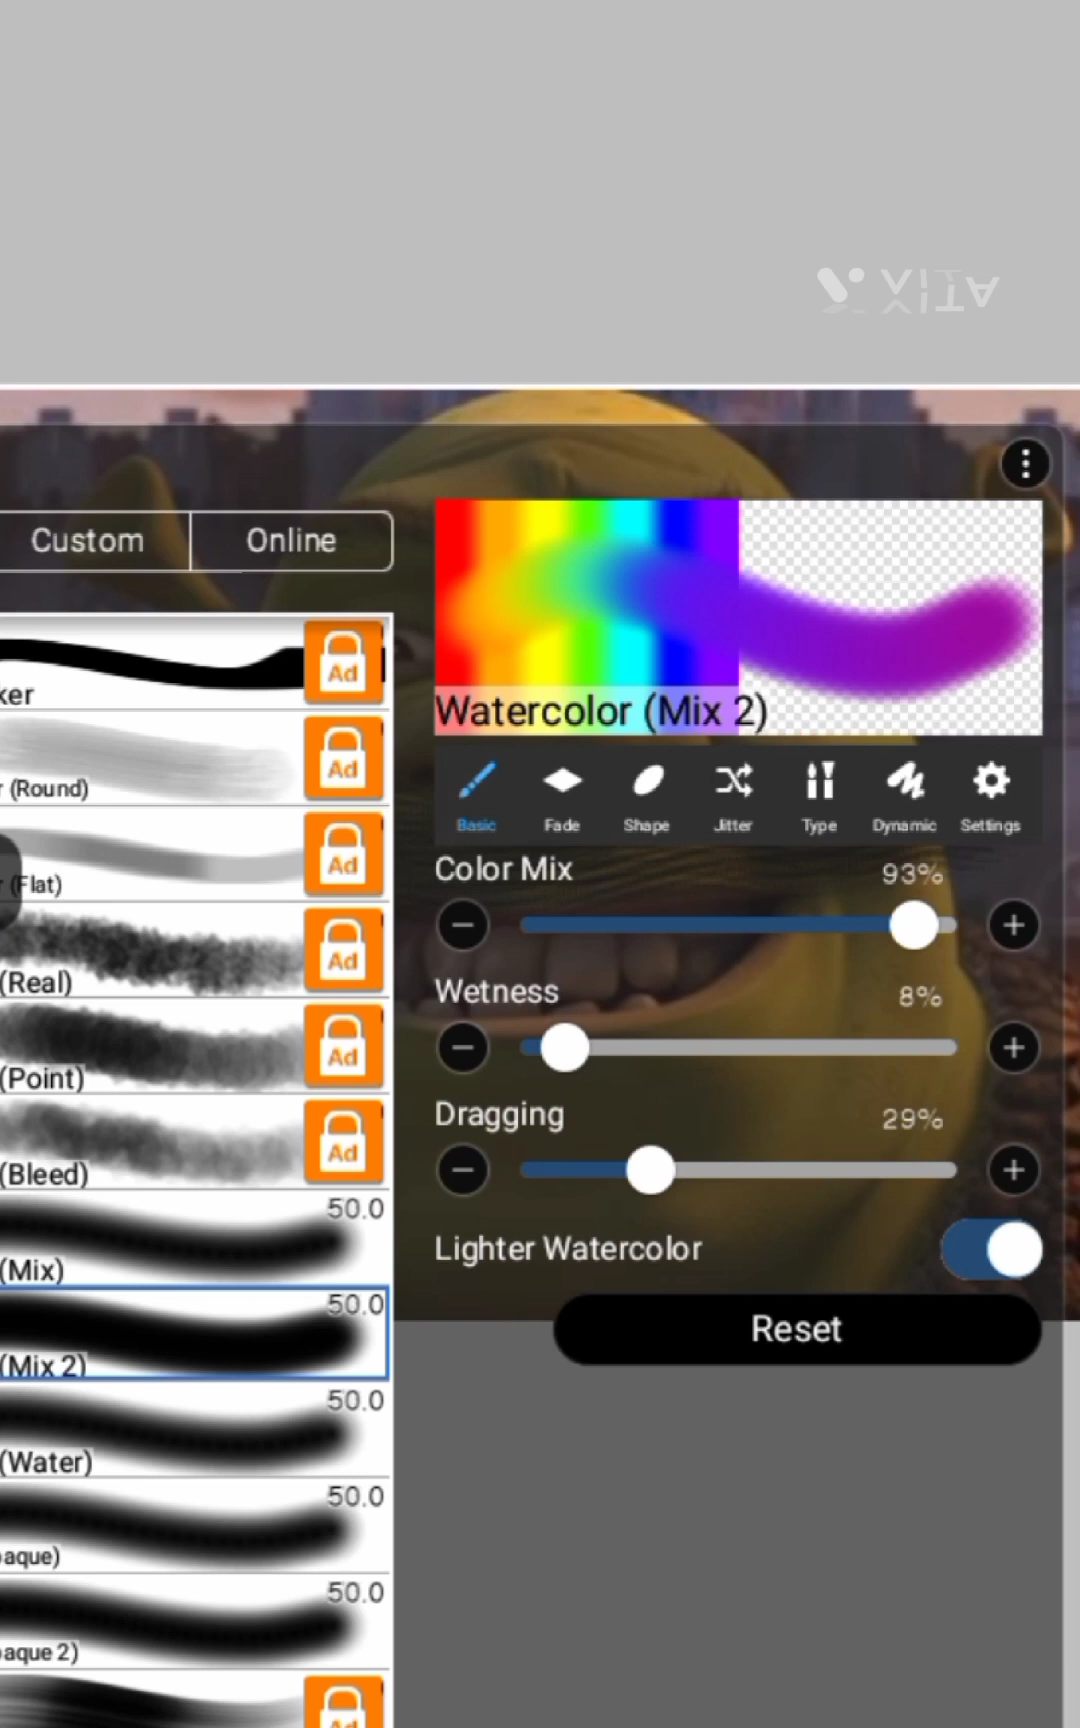 VITA
Custom
Online
Ad
ker
Ad
(Round)
Ad
(Flat)
Ad
(Real)
Ad
(Point)
Ad
(Bleed)
50.0
(Mix)
50.0
(Mix 2)
50.0
(Water)
50.0
aque)
50.0
aque 2)
Ad
Watercolor (Mix 2)
Basic
Fade
Shape
Jitter
Type
Dynamic
Settings
Color Mix
93%
Wetness
8%
Dragging
29%
Lighter Watercolor
Reset